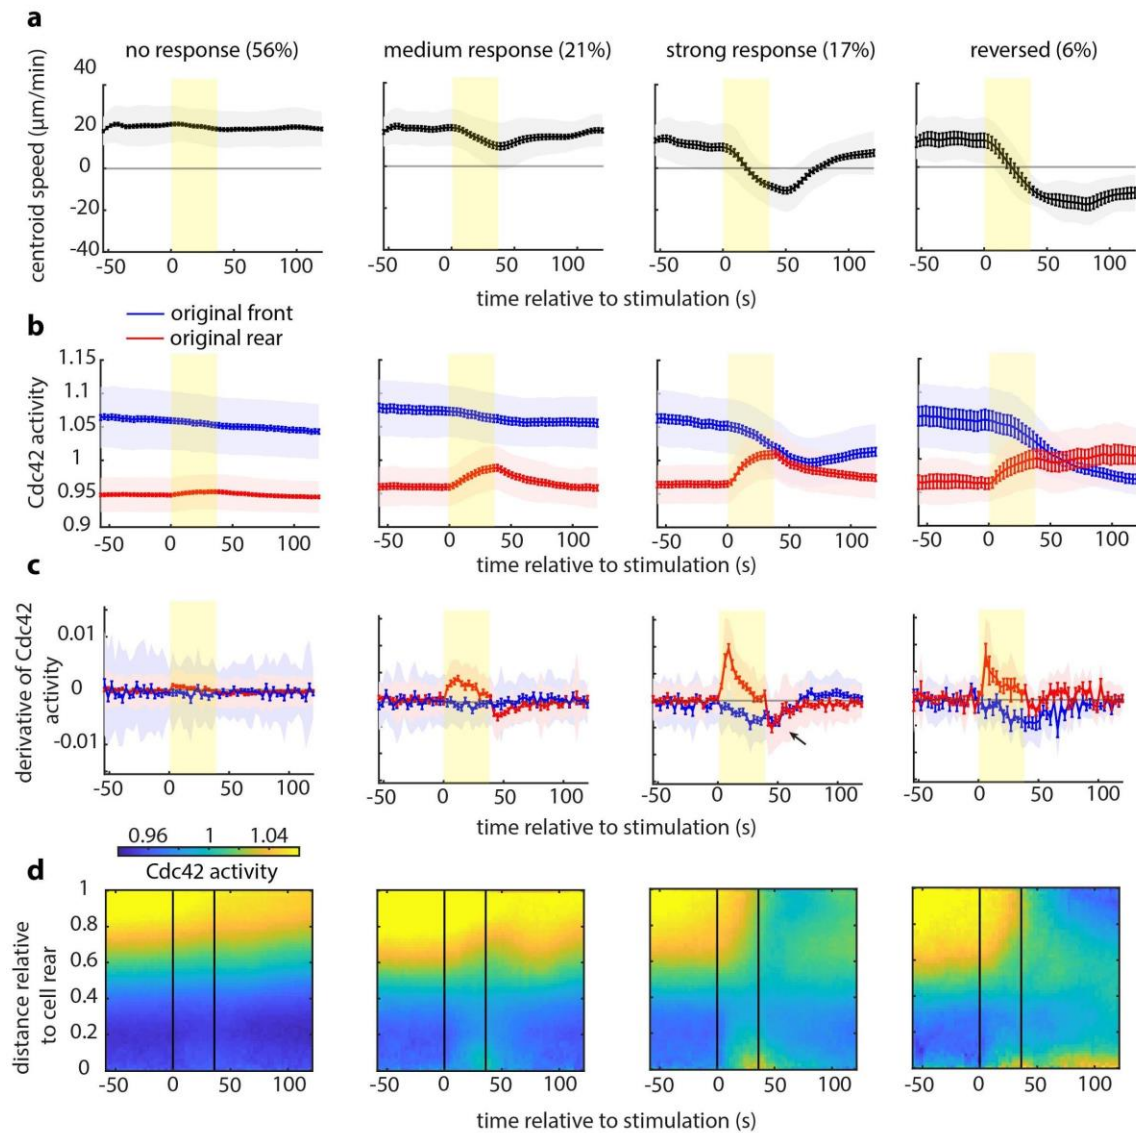 a
no response (56%) medium response (21%) strong response (17%) reversed (6%)
centroid speed (μm/min)
40
20
0
-20
-40
-50 0 50 100 -50 0 50 100 -50 0 50 100 -50 0 50 100
time relative to stimulation (s)
b
original front
original rear
Cdc42 activity
1.15
1.1
1.05
1
0.95
0.9
-50 0 50 100 -50 0 50 100 -50 0 50 100 -50 0 50 100
time relative to stimulation (s)
c
derivative of Cdc42
activity
0.01
0
-0.01
-50 0 50 100 -50 0 50 100 -50 0 50 100 -50 0 50 100
time relative to stimulation (s)
0.96 1 1.04
Cdc42 activity
d
distance relative
to cell rear
1
0.8
0.6
0.4
0.2
0
-50 0 50 100 -50 0 50 100 -50 0 50 100 -50 0 50 100
time relative to stimulation (s)